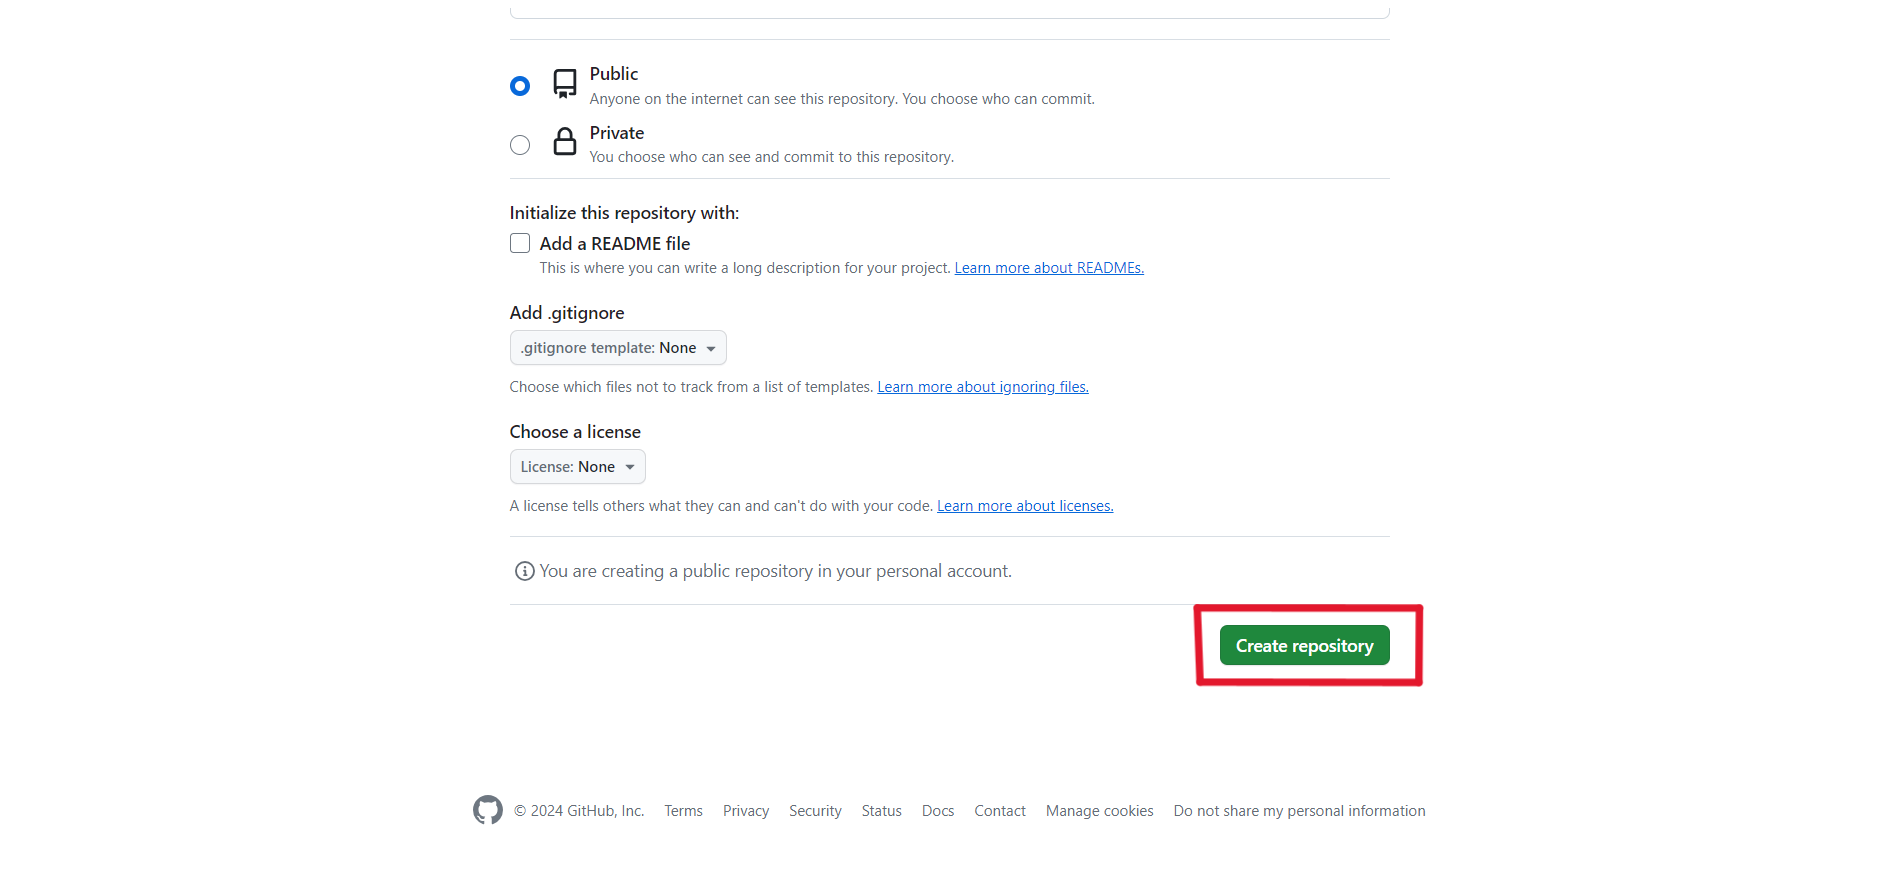 Public
Anyone on the internet can see this repository. You choose who can commit.
Private
You choose who can see and commit to this repository.
Initialize this repository with:
Add a README file
This is where you can write a long description for your project. Learn more about READMEs.
Add .gitignore
.gitignore template: None
Choose which files not to track from a list of templates. Learn more about ignoring files.
Choose a license
License: None
A license tells others what they can and can't do with your code. Learn more about licenses.
You are creating a public repository in your personal account.
Create repository
© 2024 GitHub, Inc. Terms Privacy Security Status Docs Contact Manage cookies Do not share my personal information